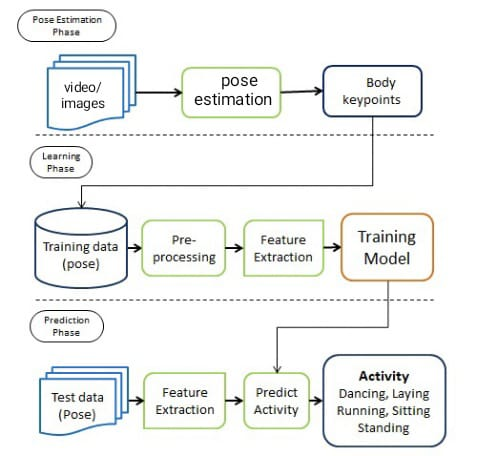 Pose Estimation
Phase
video/
images
pose
estimation
Body
keypoints
Learning
Phase
Training data
(pose)
Pre-
processing
Feature
Extraction
Training
Model
Prediction
Phase
Test data
(Pose)
Feature
Extraction
Predict
Activity
Activity
Dancing, Laying
Running, Sitting
Standing